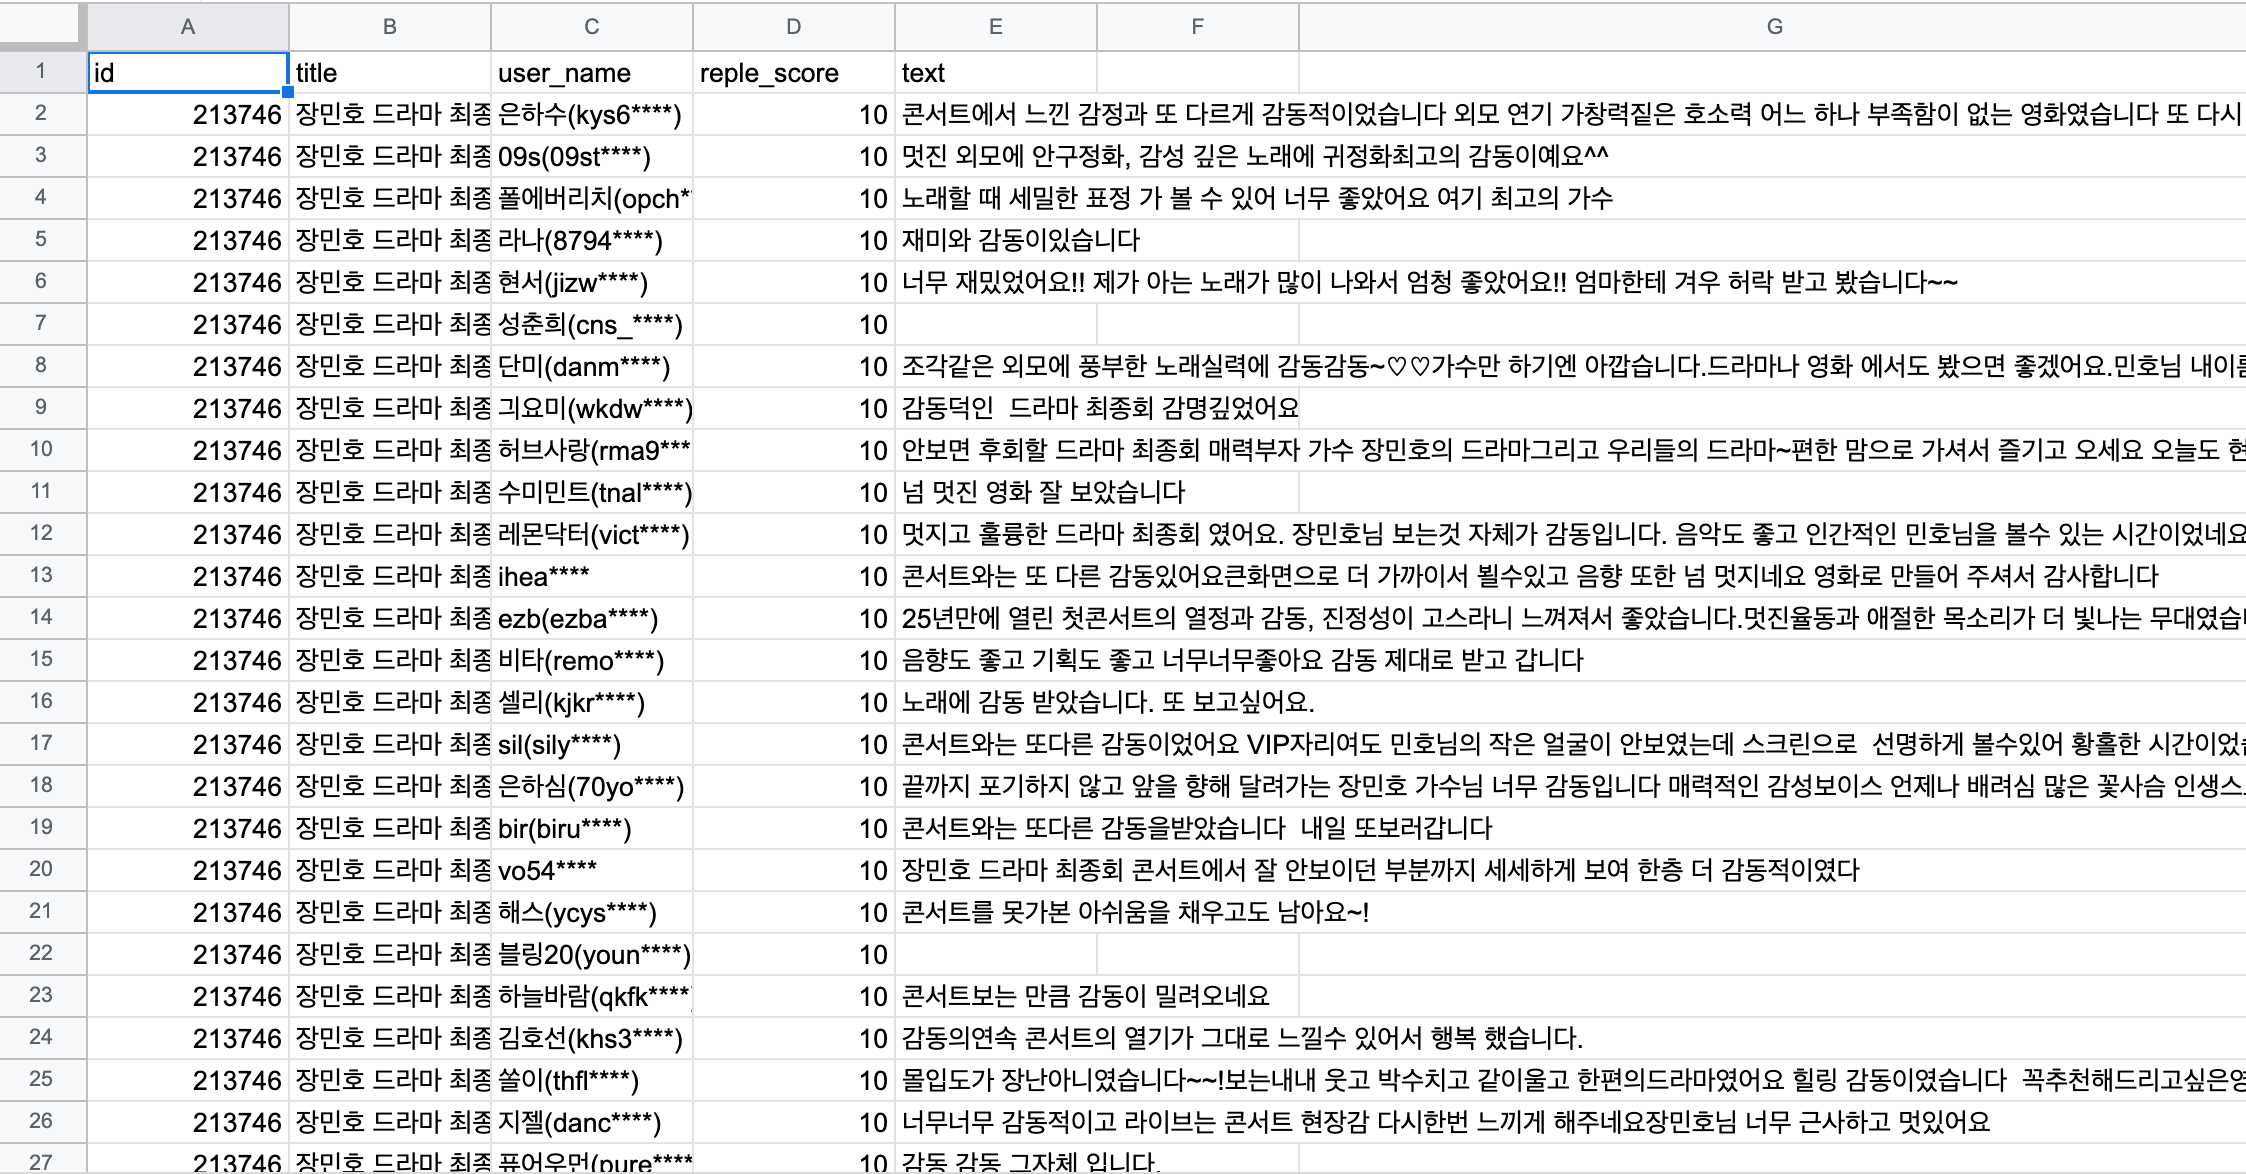 A B C D E F G
1 id title user_name reple_score text
2 213746 장민호 드라마 최종 은하수(kys6****) 10 콘서트에서 느낀 감정과 또 다르게 감동적이었습니다 외모 연기 가창력짙은 호소력 어느 하나 부족함이 없는 영화였습니다 또 다시
3 213746 장민호 드라마 최종 09s(09st****) 10 멋진 외모에 안구정화, 감성 깊은 노래에 귀정화최고의 감동이예요^^
4 213746 장민호 드라마 최종 폴에버리치(opch* 10 노래할 때 세밀한 표정 가 볼 수 있어 너무 좋았어요 여기 최고의 가수
5 213746 장민호 드라마 최종 라나(8794****) 10 재미와 감동이있습니다
6 213746 장민호 드라마 최종 현서(jizw****) 10 너무 재밌었어요!! 제가 아는 노래가 많이 나와서 엄청 좋았어요!! 엄마한테 겨우 허락 받고 봤습니다~~
7 213746 장민호 드라마 최종 성춘희(cns_****) 10
8 213746 장민호 드라마 최종 단미(danm****) 10 조각같은 외모에 풍부한 노래실력에 감동감동~♡♡가수만 하기엔 아깝습니다.드라마나 영화 에서도 봤으면 좋겠어요.민호님 내이름
9 213746 장민호 드라마 최종 긔요미(wkdw****) 10 감동덕인  드라마 최종회 감명깊었어요
10 213746 장민호 드라마 최종 허브사랑(rma9*** 10 안보면 후회할 드라마 최종회 매력부자 가수 장민호의 드라마그리고 우리들의 드라마~편한 맘으로 가셔서 즐기고 오세요 오늘도 현
11 213746 장민호 드라마 최종 수미민트(tnal****) 10 넘 멋진 영화 잘 보았습니다
12 213746 장민호 드라마 최종 레몬닥터(vict****) 10 멋지고 훌륭한 드라마 최종회 였어요. 장민호님 보는것 자체가 감동입니다. 음악도 좋고 인간적인 민호님을 볼수 있는 시간이었네요
13 213746 장민호 드라마 최종 ihea**** 10 콘서트와는 또 다른 감동있어요큰화면으로 더 가까이서 뵐수있고 음향 또한 넘 멋지네요 영화로 만들어 주셔서 감사합니다
14 213746 장민호 드라마 최종 ezb(ezba****) 10 25년만에 열린 첫콘서트의 열정과 감동, 진정성이 고스라니 느껴져서 좋았습니다.멋진율동과 애절한 목소리가 더 빛나는 무대였습
15 213746 장민호 드라마 최종 비타(remo****) 10 음향도 좋고 기획도 좋고 너무너무좋아요 감동 제대로 받고 갑니다
16 213746 장민호 드라마 최종 셀리(kjkr****) 10 노래에 감동 받았습니다. 또 보고싶어요.
17 213746 장민호 드라마 최종 sil(sily****) 10 콘서트와는 또다른 감동이었어요 VIP자리여도 민호님의 작은 얼굴이 안보였는데 스크린으로  선명하게 볼수있어 황홀한 시간이었습
18 213746 장민호 드라마 최종 은하심(70yo****) 10 끝까지 포기하지 않고 앞을 향해 달려가는 장민호 가수님 너무 감동입니다 매력적인 감성보이스 언제나 배려심 많은 꽃사슴 인생스
19 213746 장민호 드라마 최종 bir(biru****) 10 콘서트와는 또다른 감동을받았습니다  내일 또보러갑니다
20 213746 장민호 드라마 최종 vo54**** 10 장민호 드라마 최종회 콘서트에서 잘 안보이던 부분까지 세세하게 보여 한층 더 감동적이였다
21 213746 장민호 드라마 최종 해스(ycys****) 10 콘서트를 못가본 아쉬움을 채우고도 남아요~!
22 213746 장민호 드라마 최종 블링20(youn****) 10
23 213746 장민호 드라마 최종 하늘바람(qkfk**** 10 콘서트보는 만큼 감동이 밀려오네요
24 213746 장민호 드라마 최종 김호선(khs3****) 10 감동의연속 콘서트의 열기가 그대로 느낄수 있어서 행복 했습니다.
25 213746 장민호 드라마 최종 쏠이(thfl****) 10 몰입도가 장난아니였습니다~~!보는내내 웃고 박수치고 같이울고 한편의드라마였어요 힐링 감동이였습니다  꼭추천해드리고싶은영
26 213746 장민호 드라마 최종 지젤(danc****) 10 너무너무 감동적이고 라이브는 콘서트 현장감 다시한번 느끼게 해주네요장민호님 너무 근사하고 멋있어요
27 213746 장민호 드라마 최종 퓨어우먼(pure**** 10 감동 감동 그자체 입니다.